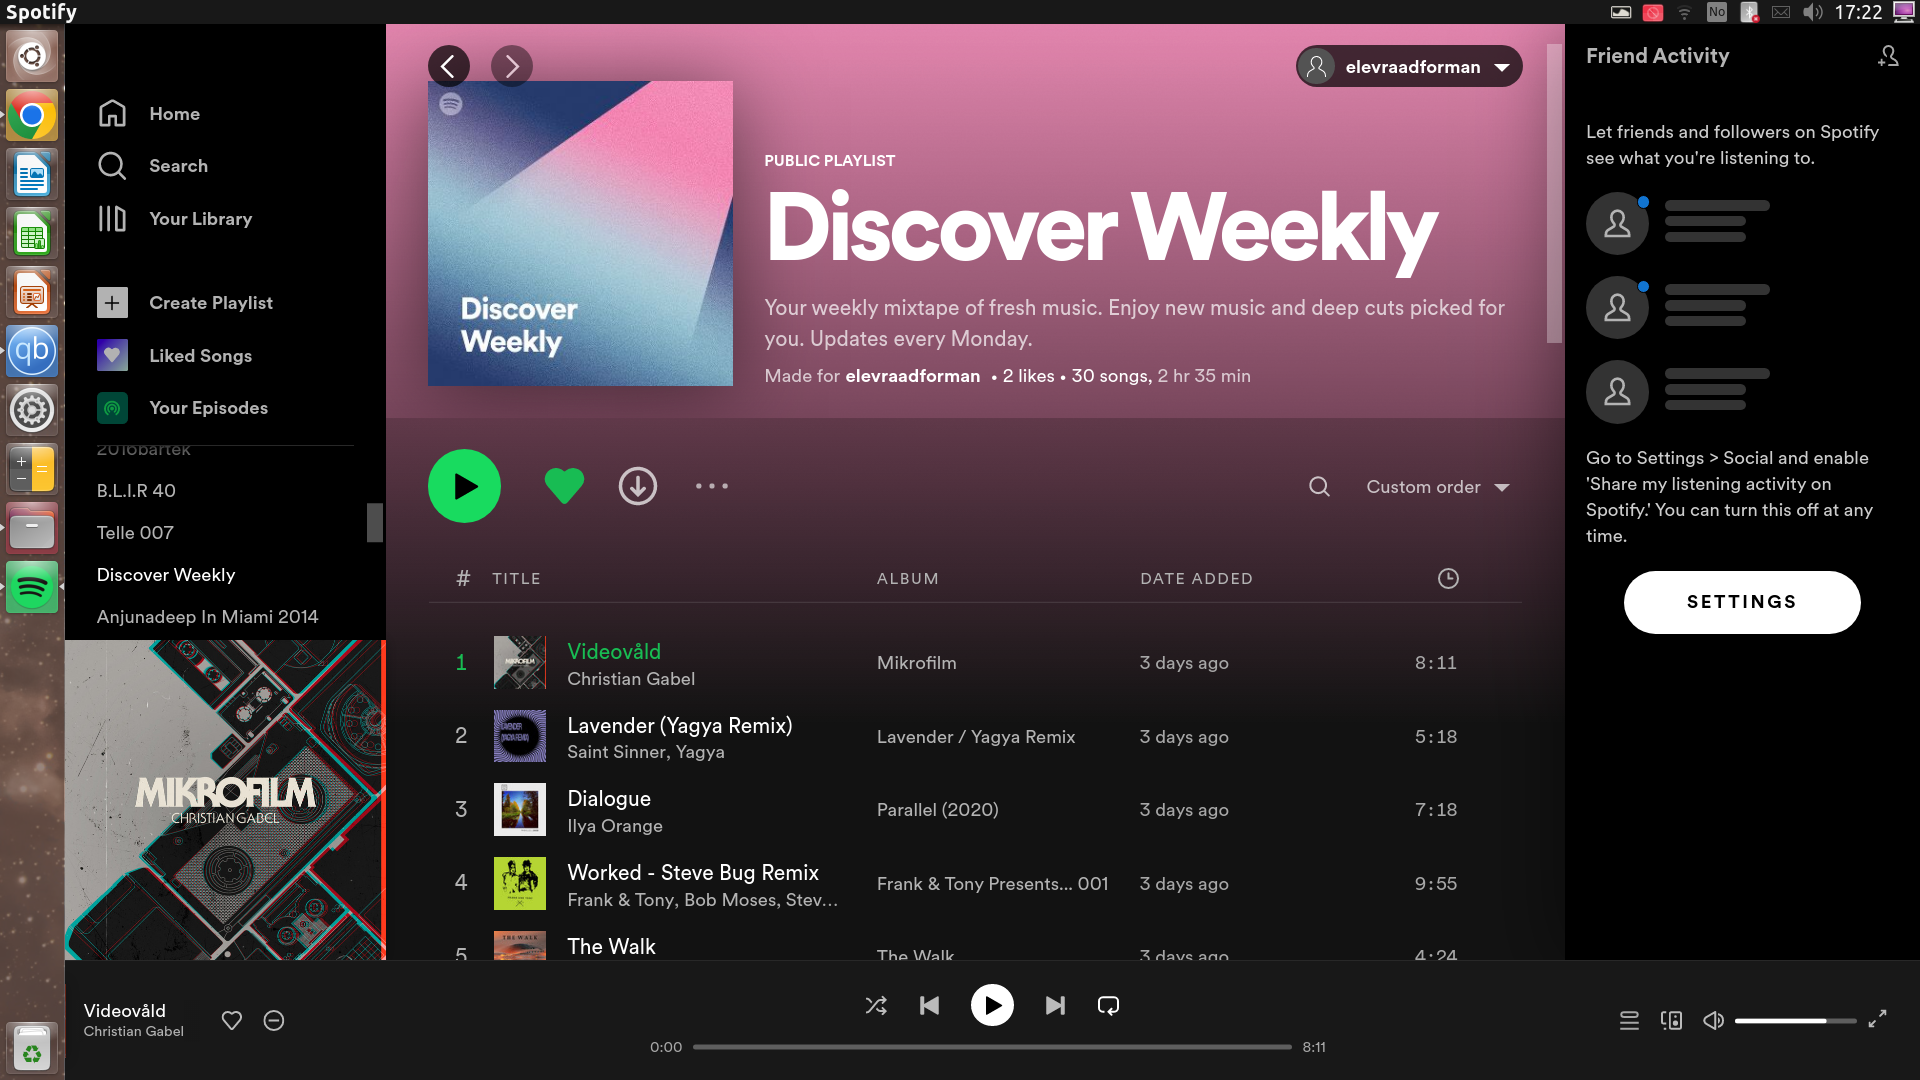 Spotify
No
17:22
Home
Search
Your Library
Create Playlist
Liked Songs
Your Episodes
2016bartek
B.L.I.R 40
Telle 007
Discover Weekly
Anjunadeep In Miami 2014
MIKROFILM
CHRISTIAN GABEL
elevraadforman
Discover
Weekly
PUBLIC PLAYLIST
Discover Weekly
Your weekly mixtape of fresh music. Enjoy new music and deep cuts picked for
you. Updates every Monday.
Made for elevraadforman • 2 likes • 30 songs, 2 hr 35 min
Custom order
# TITLE ALBUM DATE ADDED
1 Videovåld Mikrofilm 3 days ago 8:11
Christian Gabel
2 Lavender (Yagya Remix) Lavender / Yagya Remix 3 days ago 5:18
Saint Sinner, Yagya
3 Dialogue Parallel (2020) 3 days ago 7:18
Ilya Orange
4 Worked - Steve Bug Remix Frank & Tony Presents... 001 3 days ago 9:55
Frank & Tony, Bob Moses, Stev...
5 The Walk The Walk 3 days ago 4:24
THE WALK
Friend Activity
Let friends and followers on Spotify
see what you're listening to.
Go to Settings > Social and enable
'Share my listening activity on
Spotify.' You can turn this off at any
time.
SETTINGS
Videovåld
Christian Gabel
0:00
8:11
qb